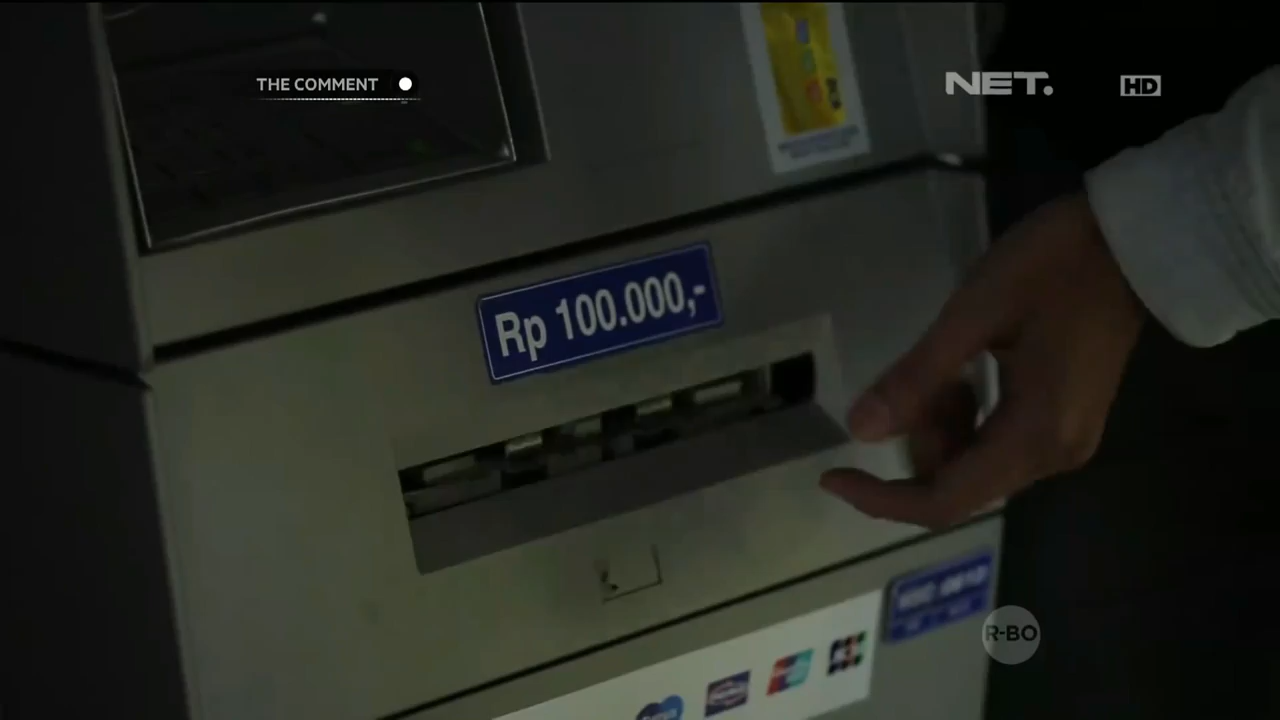 THE COMMENT
NET.
HD
Rp 100.000,-
R-BO